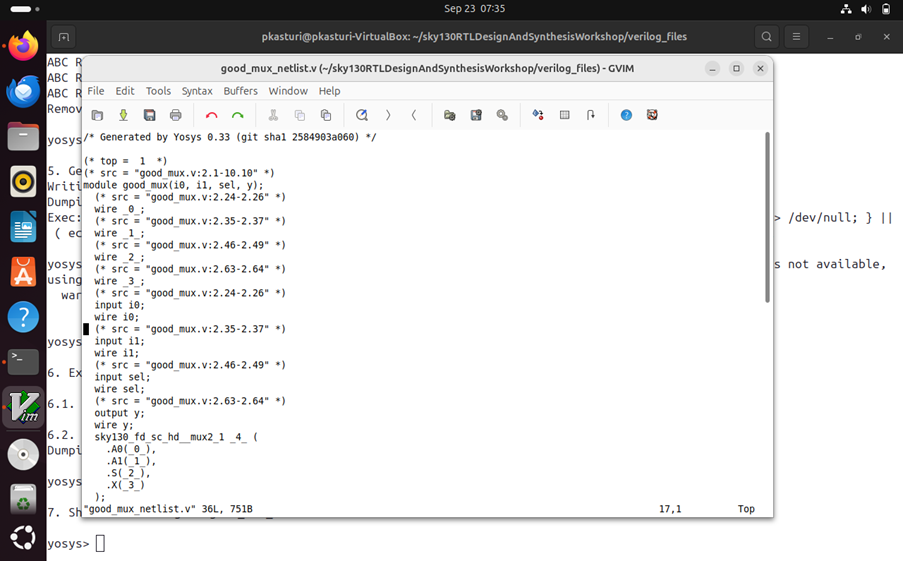 Sep 23 07:35
pkasturi@pkasturi-VirtualBox: ~/sky130RTLDesignAndSynthesisWorkshop/verilog_files
ABC R
ABC R
ABC R
Remov
yosys
5. Ge
Writi
Dumpi
Exec: > /dev/null; } ||
( ec
yosys s not available,
using
war
yosys
6. Ex
6.1.
6.2.
Dumpi
yosys
7. Sh
yosys>
good_mux_netlist.v (~/sky130RTLDesignAndSynthesisWorkshop/verilog_files) - GVIM
File Edit Tools Syntax Buffers Window Help
/* Generated by Yosys 0.33 (git sha1 2584903a060) */
(* top =  1  *)
(* src = "good_mux.v:2.1-10.10" *)
module good_mux(i0, i1, sel, y);
(* src = "good_mux.v:2.24-2.26" *)
wire _0_;
(* src = "good_mux.v:2.35-2.37" *)
wire _1_;
(* src = "good_mux.v:2.46-2.49" *)
wire _2_;
(* src = "good_mux.v:2.63-2.64" *)
wire _3_;
(* src = "good_mux.v:2.24-2.26" *)
input i0;
wire i0;
(* src = "good_mux.v:2.35-2.37" *)
input i1;
wire i1;
(* src = "good_mux.v:2.46-2.49" *)
input sel;
wire sel;
(* src = "good_mux.v:2.63-2.64" *)
output y;
wire y;
sky130_fd_sc_hd__mux2_1 _4_ (
.A0(_0_),
.A1(_1_),
.S(_2_),
.X(_3_)
);
"good_mux_netlist.v" 36L, 751B 17,1 Top